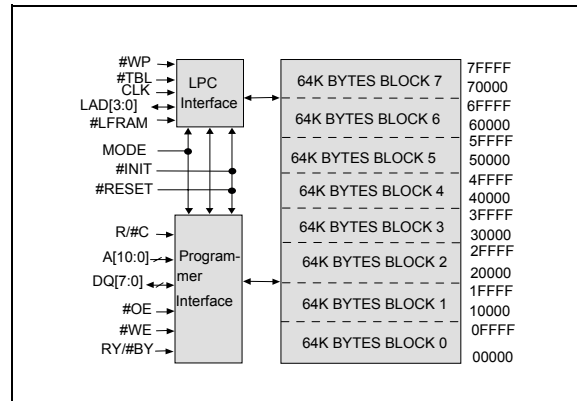 #WP
#TBL
CLK
LAD[3:0]
#LFRAM
LPC
Interface
MODE
#INIT
#RESET
R/#C
A[10:0]
DQ[7:0]
#OE
#WE
RY/#BY
Program-
mer
Interface
64K BYTES BLOCK 7
64K BYTES BLOCK 6
64K BYTES BLOCK 5
64K BYTES BLOCK 4
64K BYTES BLOCK 3
64K BYTES BLOCK 2
64K BYTES BLOCK 1
64K BYTES BLOCK 0
7FFFF
70000
6FFFF
60000
5FFFF
50000
4FFFF
40000
3FFFF
30000
2FFFF
20000
1FFFF
10000
0FFFF
00000